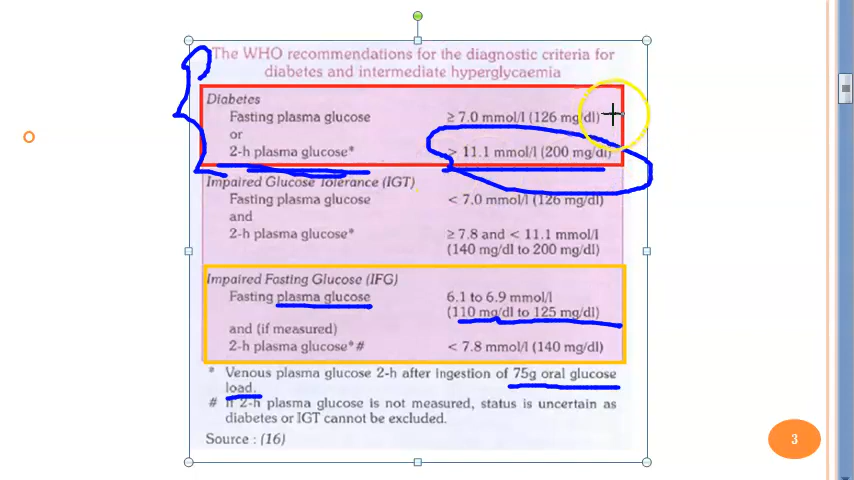 The WHO recommendations for the diagnostic criteria for
diabetes and intermediate hyperglycaemia
Diabetes
Fasting plasma glucose ≥ 7.0 mmol/l (126 mg/dl)
or
2-h plasma glucose* > 11.1 mmol/l (200 mg/dl)
Impaired Glucose Tolerance (IGT)
Fasting plasma glucose < 7.0 mmol/l (126 mg/dl)
and
2-h plasma glucose* ≥ 7.8 and < 11.1 mmol/l
(140 mg/dl to 200 mg/dl)
Impaired Fasting Glucose (IFG)
Fasting plasma glucose 6.1 to 6.9 mmol/l
(110 mg/dl to 125 mg/dl)
and (if measured)
2-h plasma glucose*# < 7.8 mmol/l (140 mg/dl)
* Venous plasma glucose 2-h after ingestion of 75g oral glucose
load.
# If 2-h plasma glucose is not measured, status is uncertain as
diabetes or IGT cannot be excluded.
Source : (16)
3